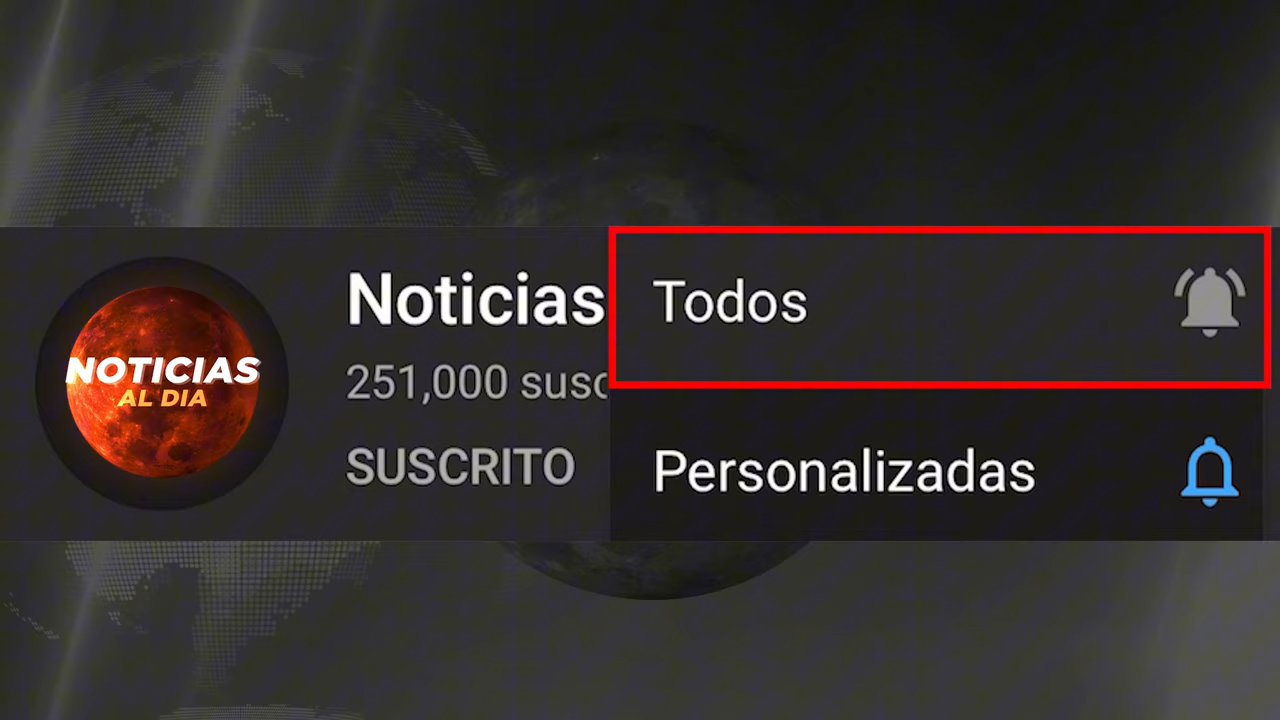 NOTICIAS
AL DIA
Noticias
251,000 susc
SUSCRITO
Todos
Personalizadas